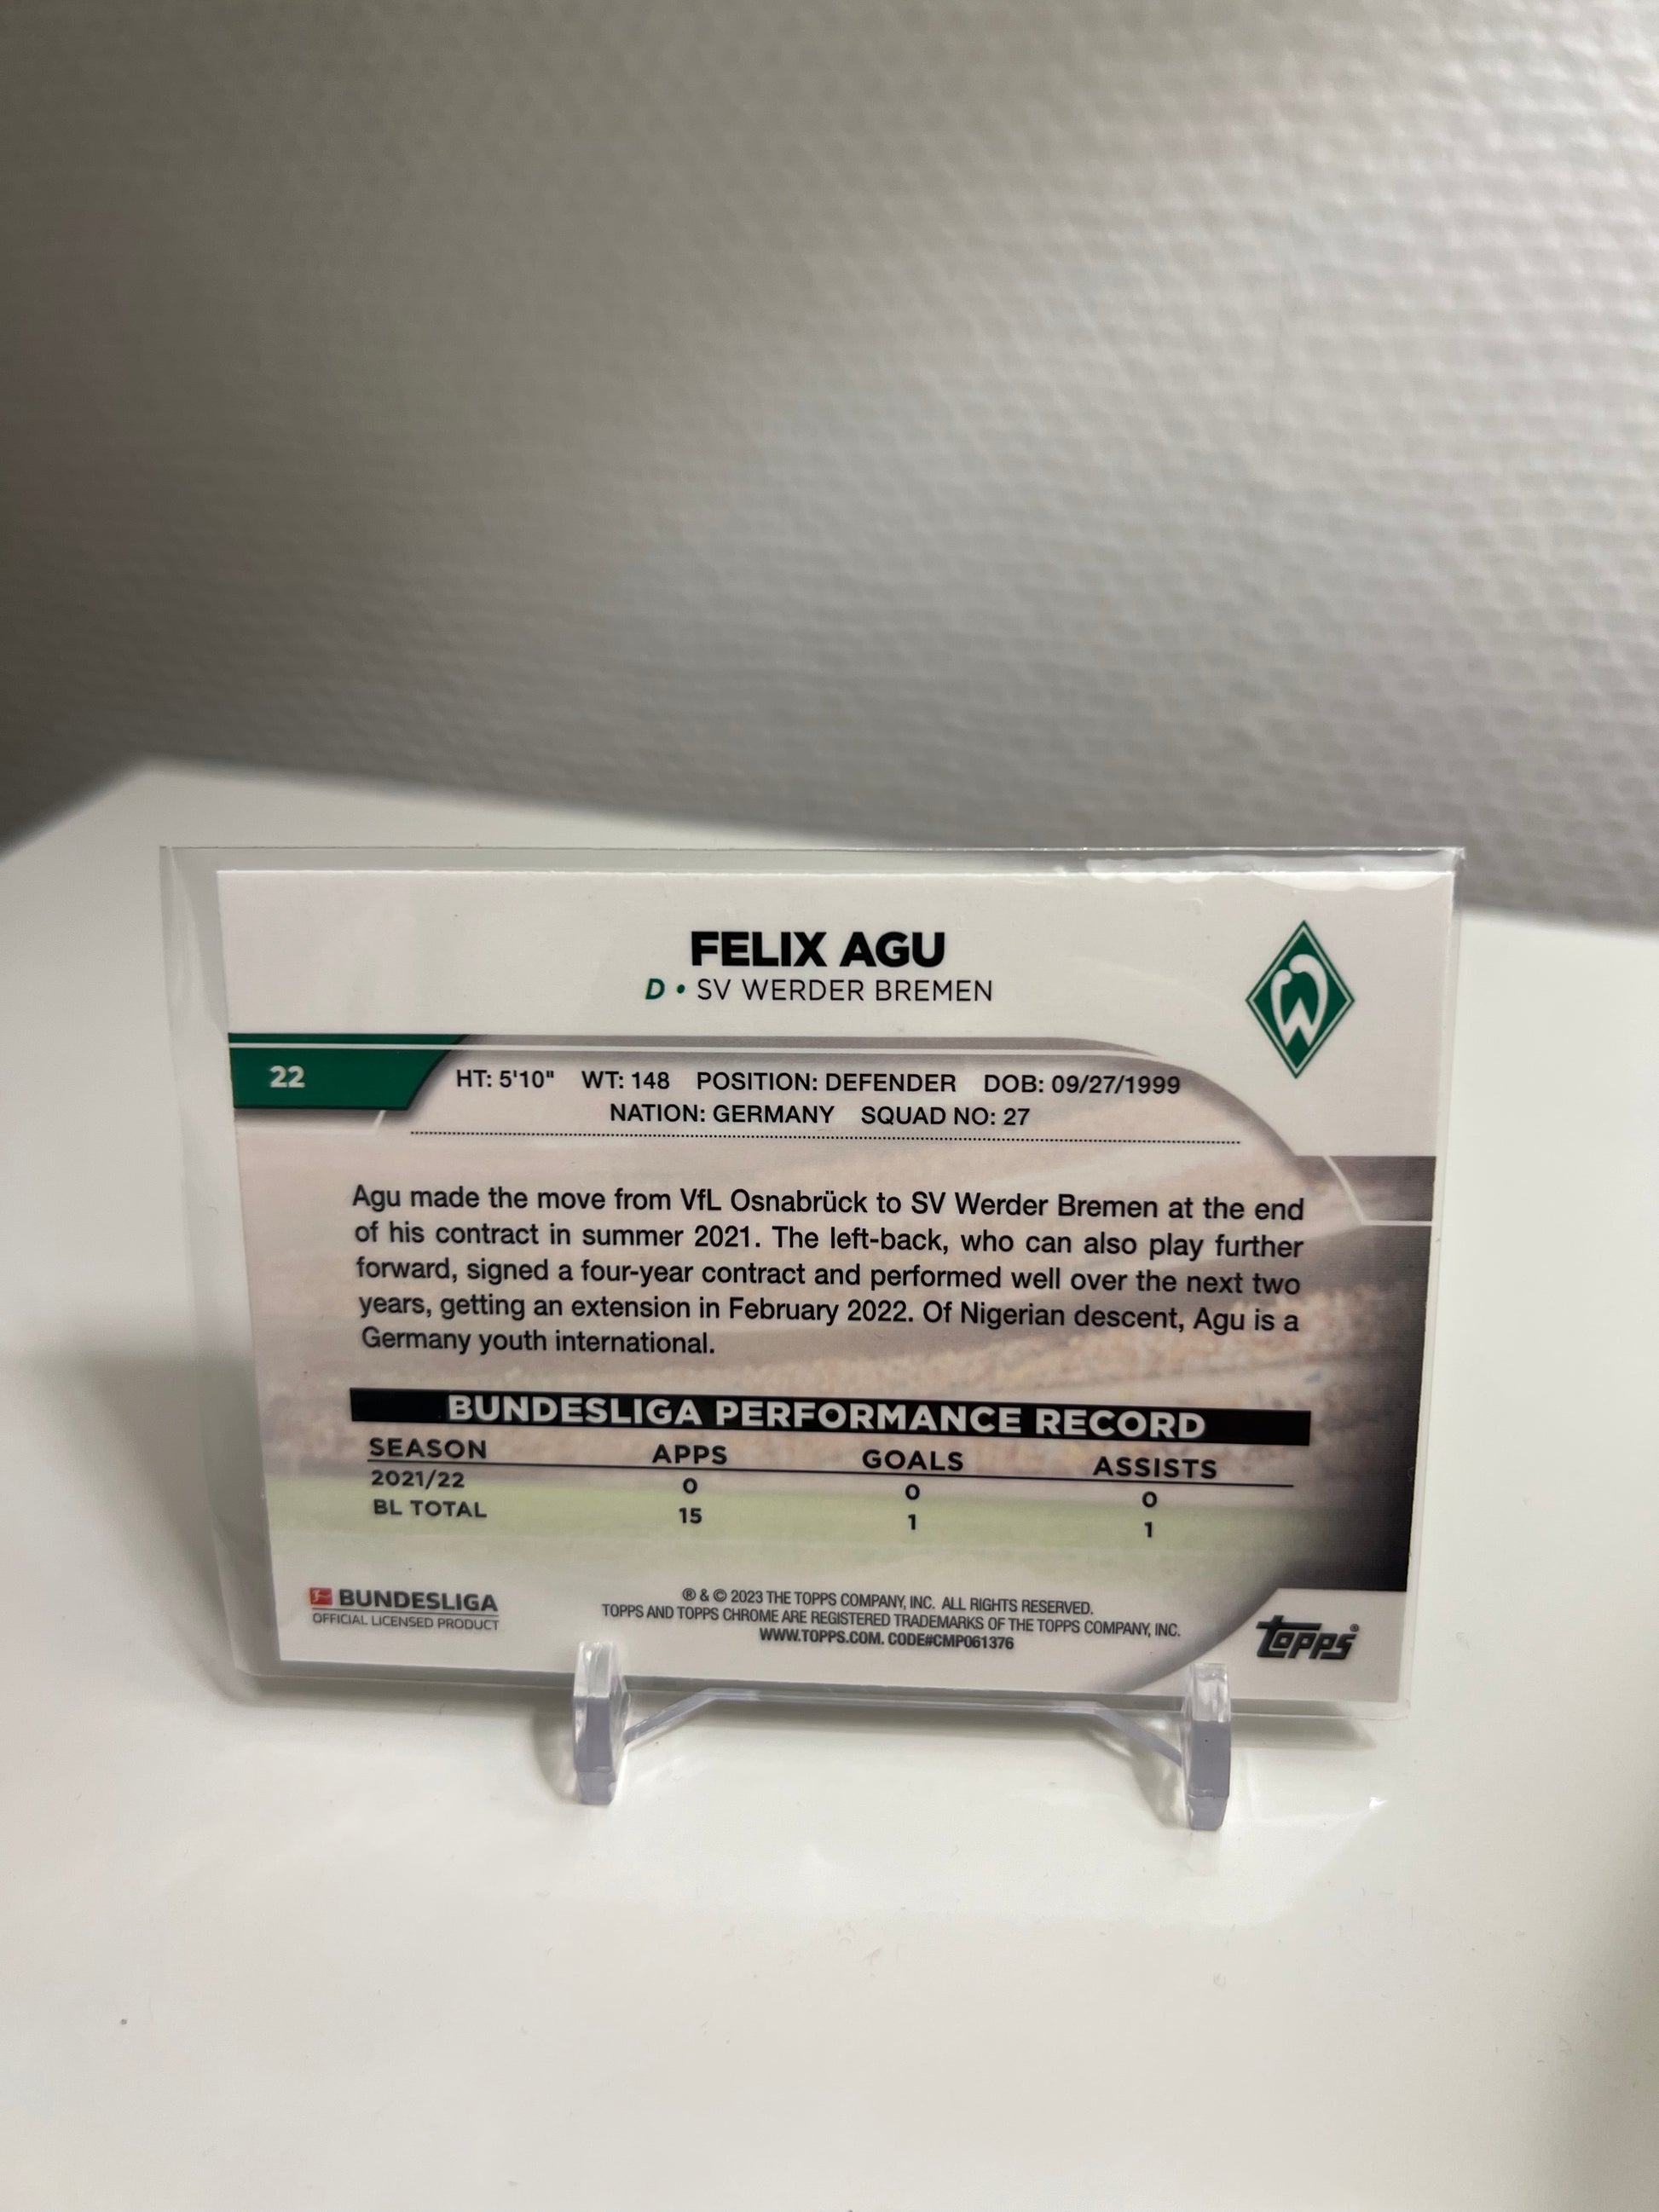 FELIX AGU
D • SV WERDER BREMEN
22
HT: 5'10" WT: 148 POSITION: DEFENDER DOB: 09/27/1999
NATION: GERMANY SQUAD NO: 27
Agu made the move from VfL Osnabrück to SV Werder Bremen at the end
of his contract in summer 2021. The left-back, who can also play further
forward, signed a four-year contract and performed well over the next two
years, getting an extension in February 2022. Of Nigerian descent, Agu is a
Germany youth international.
BUNDESLIGA PERFORMANCE RECORD
SEASON APPS GOALS ASSISTS
2021/22 0 0 0
BL TOTAL 15 1 1
BUNDESLIGA
OFFICIAL LICENSED PRODUCT
® & © 2023 THE TOPPS COMPANY, INC. ALL RIGHTS RESERVED.
TOPPS AND TOPPS CHROME ARE REGISTERED TRADEMARKS OF THE TOPPS COMPANY, INC.
WWW.TOPPS.COM. CODE#CMP061376
topps®